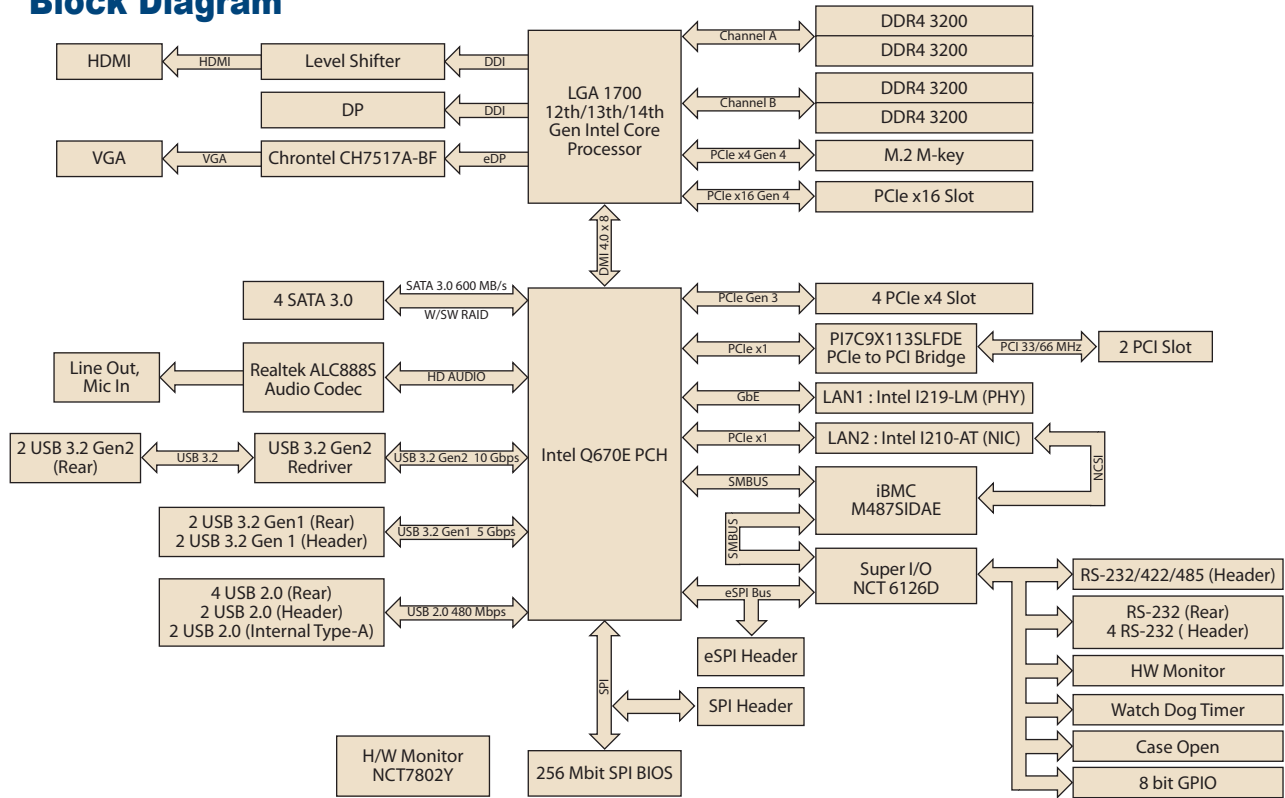 Block Diagram
HDMI
HDMI
Level Shifter
DDI
DP
DDI
VGA
VGA
Chrontel CH7517A-BF
eDP
LGA 1700
12th/13th/14th
Gen Intel Core
Processor
Channel A
DDR4 3200
DDR4 3200
Channel B
DDR4 3200
DDR4 3200
PCIe x4 Gen 4
M.2 M-key
PCIe x16 Gen 4
PCIe x16 Slot
DMI 4.0 x 8
4 SATA 3.0
SATA 3.0 600 MB/s
W/SW RAID
Line Out,
Mic In
Realtek ALC888S
Audio Codec
HD AUDIO
2 USB 3.2 Gen2
(Rear)
USB 3.2
USB 3.2 Gen2
Redriver
USB 3.2 Gen2 10 Gbps
2 USB 3.2 Gen1 (Rear)
2 USB 3.2 Gen 1 (Header)
USB 3.2 Gen1 5 Gbps
4 USB 2.0 (Rear)
2 USB 2.0 (Header)
2 USB 2.0 (Internal Type-A)
USB 2.0 480 Mbps
Intel Q670E PCH
PCIe Gen 3
4 PCIe x4 Slot
PCIe x1
PI7C9X113SLFDE
PCIe to PCI Bridge
PCI 33/66 MHz
2 PCI Slot
GbE
LAN1 : Intel I219-LM (PHY)
PCIe x1
LAN2 : Intel I210-AT (NIC)
NCSI
SMBUS
iBMC
M487SIDAE
SMBUS
Super I/O
NCT 6126D
eSPI Bus
eSPI Header
SPI
SPI Header
256 Mbit SPI BIOS
H/W Monitor
NCT7802Y
RS-232/422/485 (Header)
RS-232 (Rear)
4 RS-232 ( Header)
HW Monitor
Watch Dog Timer
Case Open
8 bit GPIO